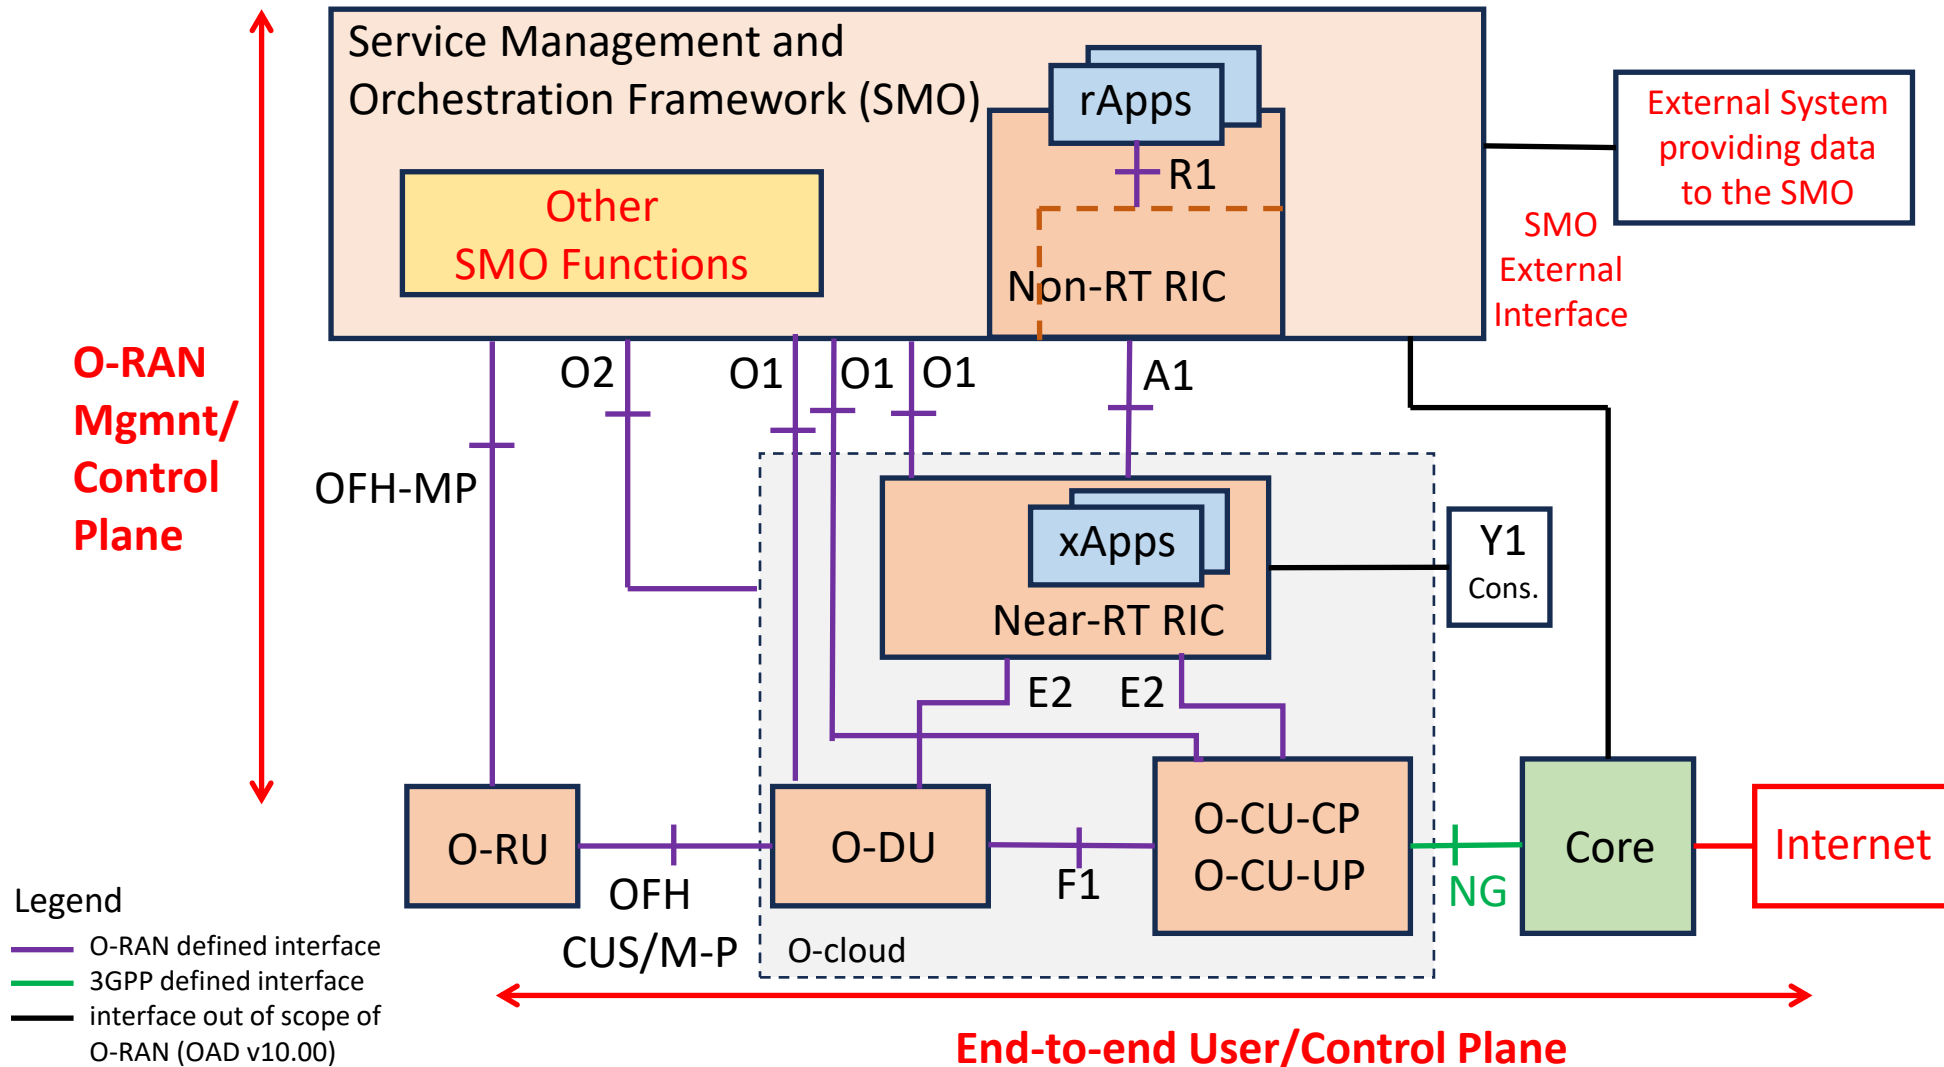 Service Management and
Orchestration Framework (SMO)
rApps
R1
Other
SMO Functions
Non-RT RIC
External System
providing data
to the SMO
SMO
External
Interface
O-RAN
Mgmnt/
Control
Plane
O2
O1
O1
O1
A1
OFH-MP
xApps
Near-RT RIC
Y1
Cons.
E2
E2
O-RU
O-DU
O-CU-CP
O-CU-UP
Core
Internet
OFH
CUS/M-P
F1
NG
O-cloud
Legend
O-RAN defined interface
3GPP defined interface
interface out of scope of
O-RAN (OAD v10.00)
End-to-end User/Control Plane